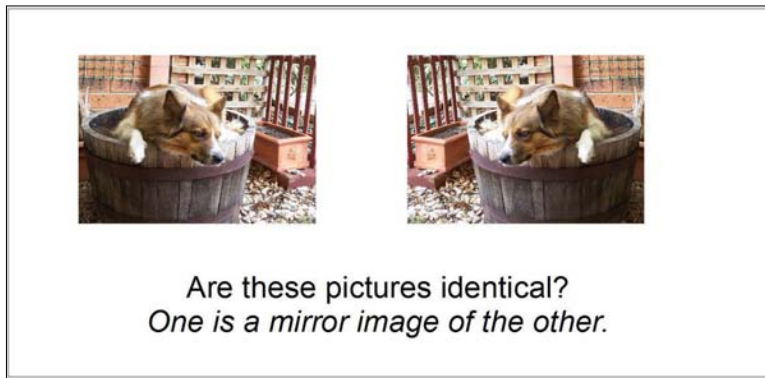 Are these pictures identical?
One is a mirror image of the other.